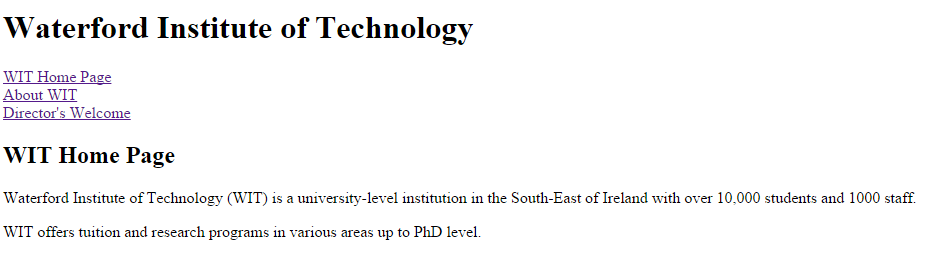 Waterford Institute of Technology
WIT Home Page
About WIT
Director's Welcome
WIT Home Page
Waterford Institute of Technology (WIT) is a university-level institution in the South-East of Ireland with over 10,000 students and 1000 staff.
WIT offers tuition and research programs in various areas up to PhD level.